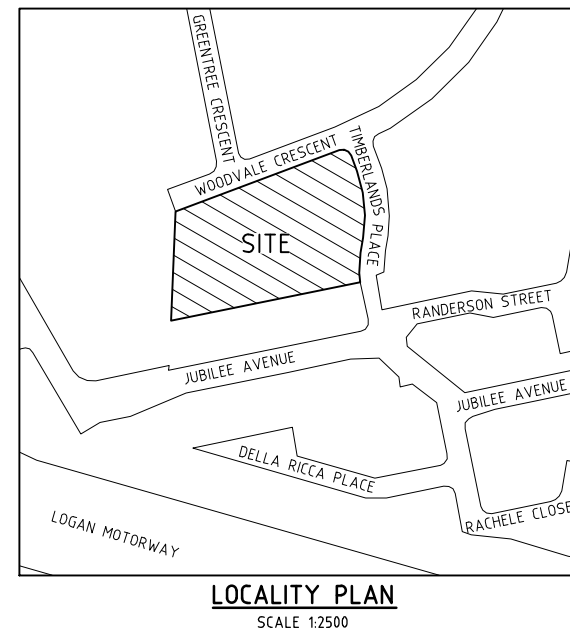 GREENTREE CRESCENT
WOODVALE CRESCENT
TIMBERLANDS PLACE
SITE
RANDERSON STREET
JUBILEE AVENUE
JUBILEE AVENUE
DELLA RICCA PLACE
RACHELE CLOSE
LOGAN MOTORWAY
LOCALITY PLAN
SCALE 1:2500